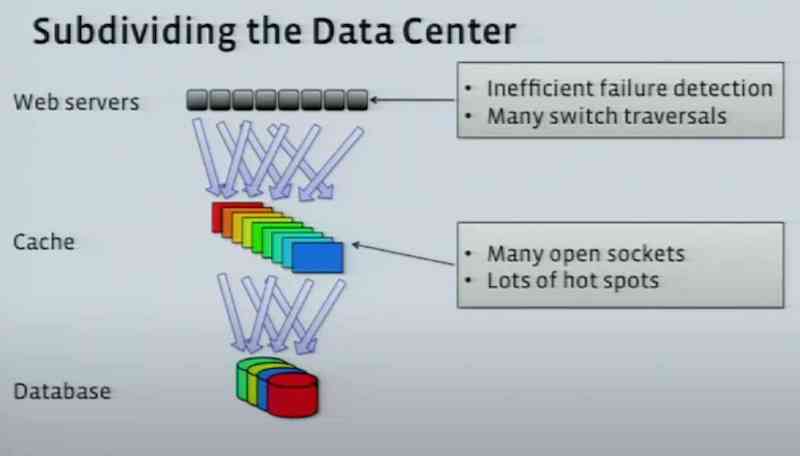 Subdividing the Data Center
Web servers
• Inefficient failure detection
• Many switch traversals
Cache
• Many open sockets
• Lots of hot spots
Database